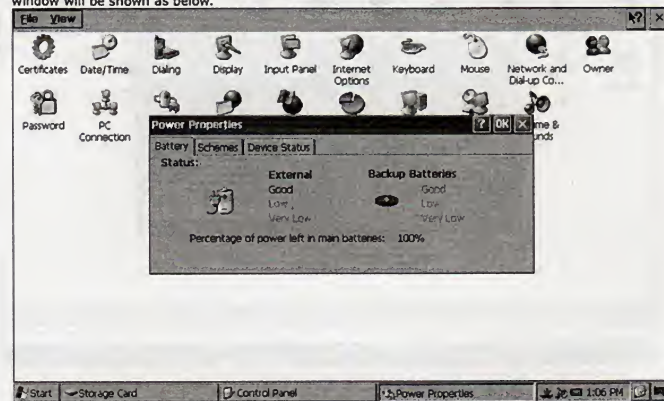 window will be shown as below.
File View
Certificates Date/Time Dialing Display Input Panel Internet Options Keyboard Mouse Network and Dial-up Co... Owner
Password PC Connection
Power Properties ? OK ×
me & unds
Battery Schemes Device Status
Status:
External Backup Batteries
Good Good
Low Low
Very Low Very Low
Percentage of power left in main batteries: 100%
Start Storage Card Control Panel Power Properties 1:06 PM